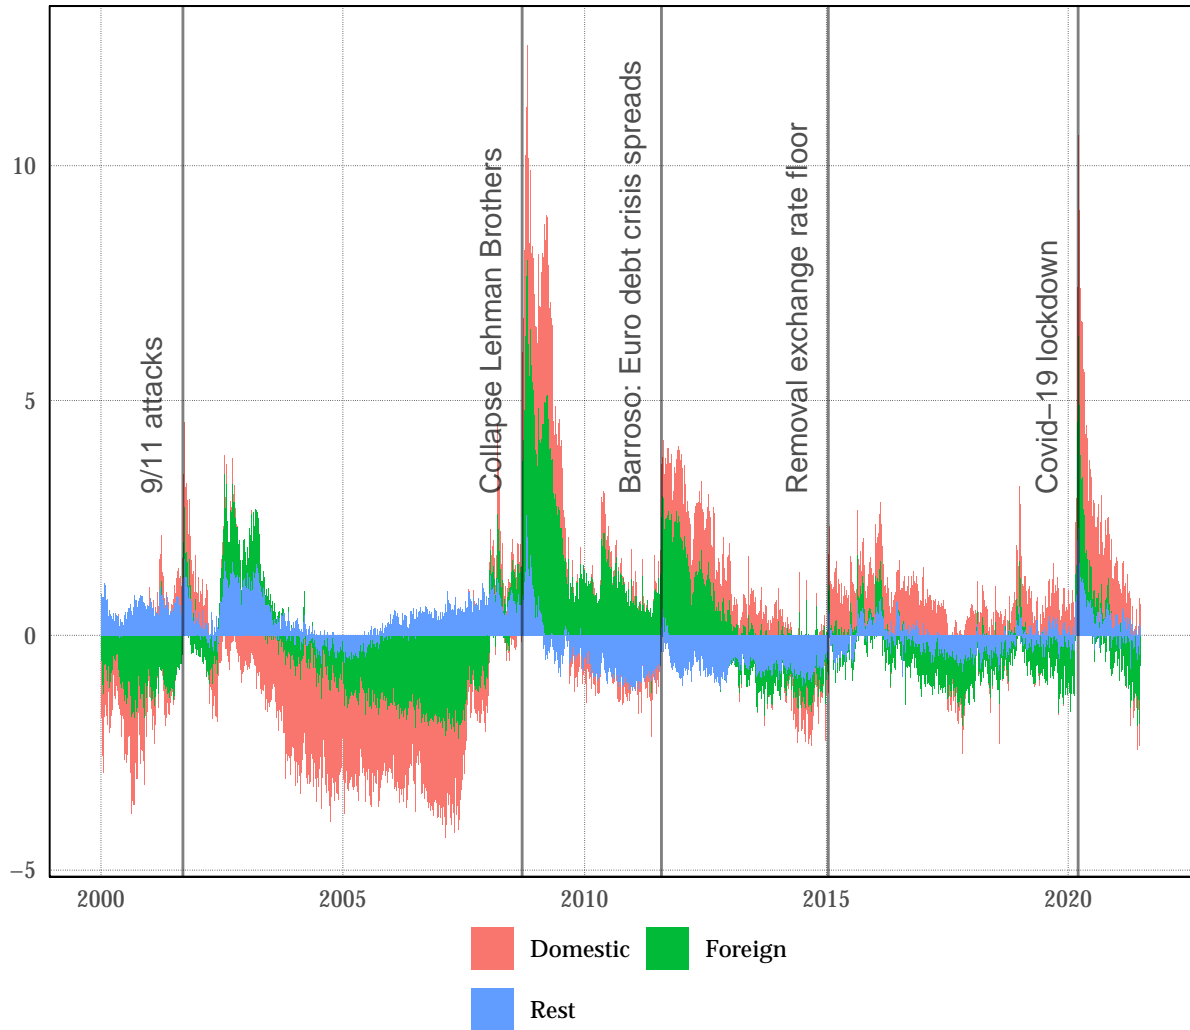 10
5
0
−5
9/11 attacks
Collapse Lehman Brothers
Barroso: Euro debt crisis spreads
Removal exchange rate floor
Covid−19 lockdown
2000
2005
2010
2015
2020
Domestic
Foreign
Rest